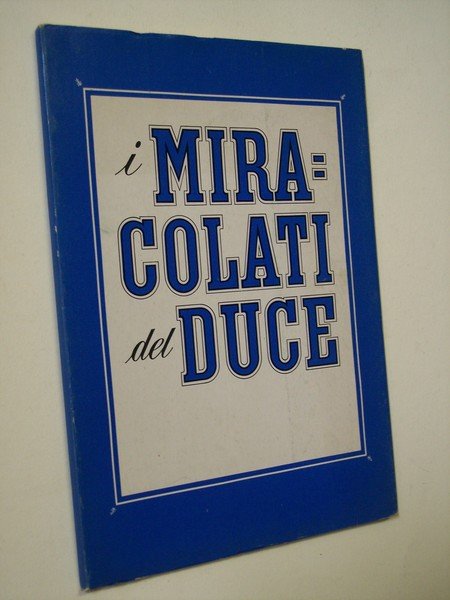 i MIRA=
COLATI
del DUCE